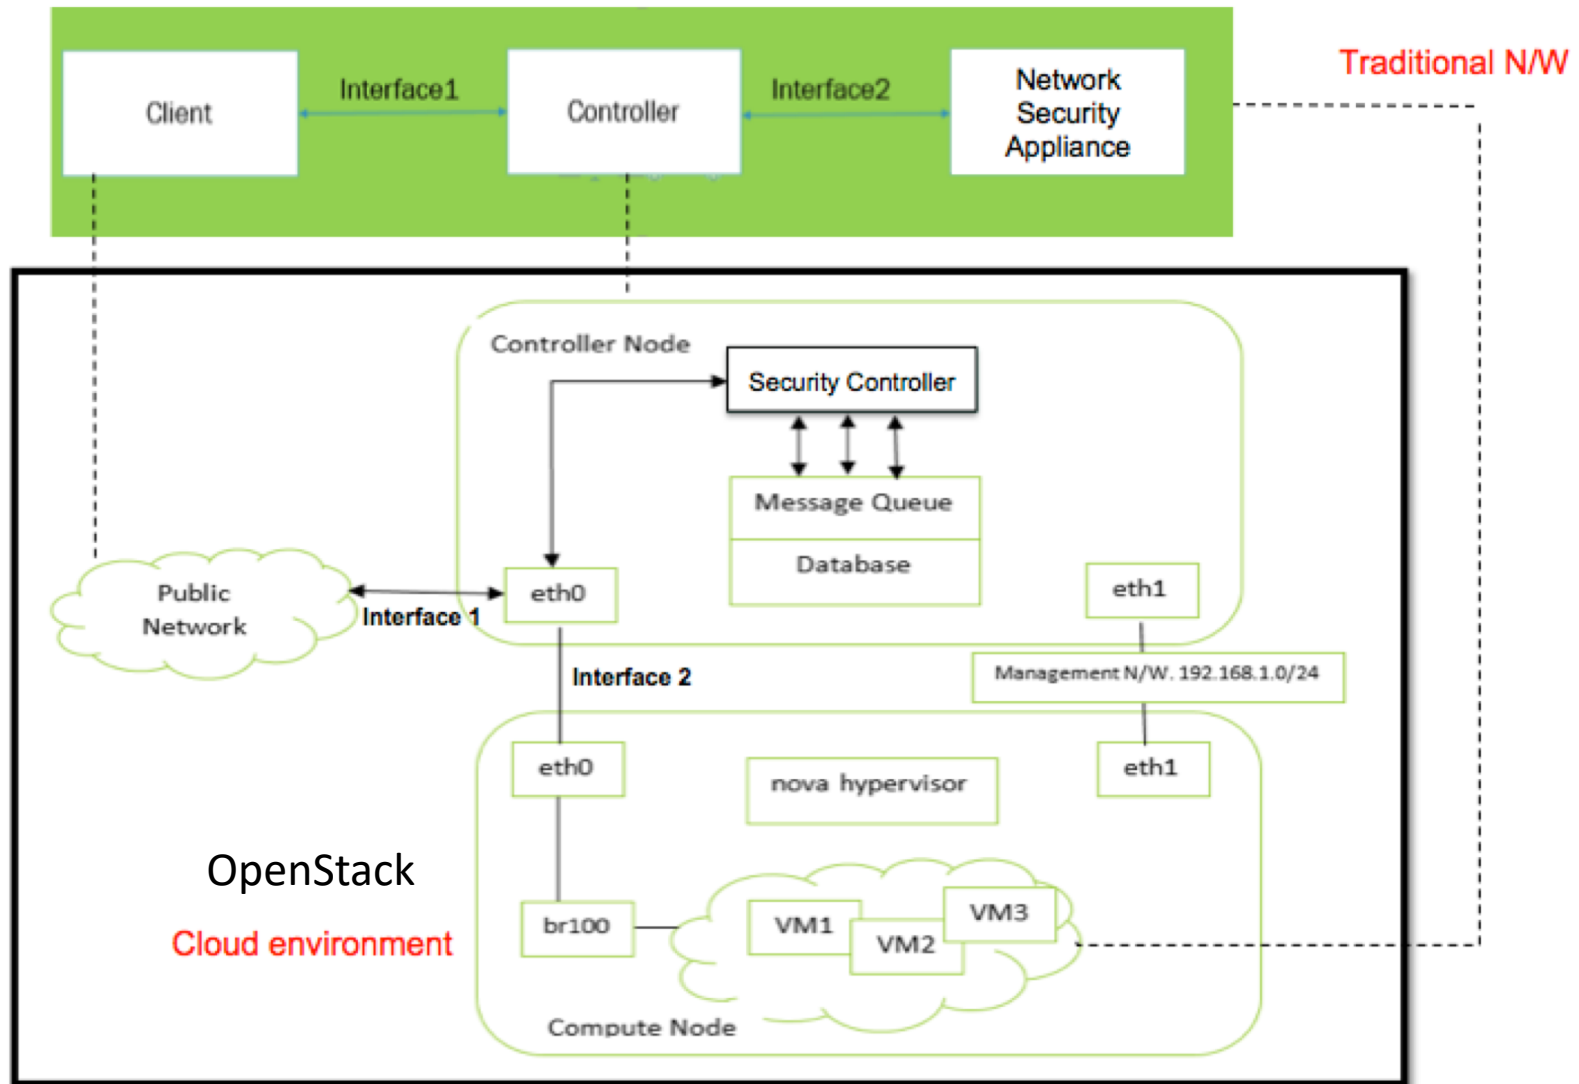 Traditional N/W
Client
Interface1
Controller
Interface2
Network
Security
Appliance
Controller Node
Security Controller
Message Queue
Database
Public
Network
Interface 1
eth0
eth1
Interface 2
Management N/W. 192.168.1.0/24
eth0
nova hypervisor
eth1
OpenStack
Cloud environment
br100
VM1
VM2
VM3
Compute Node